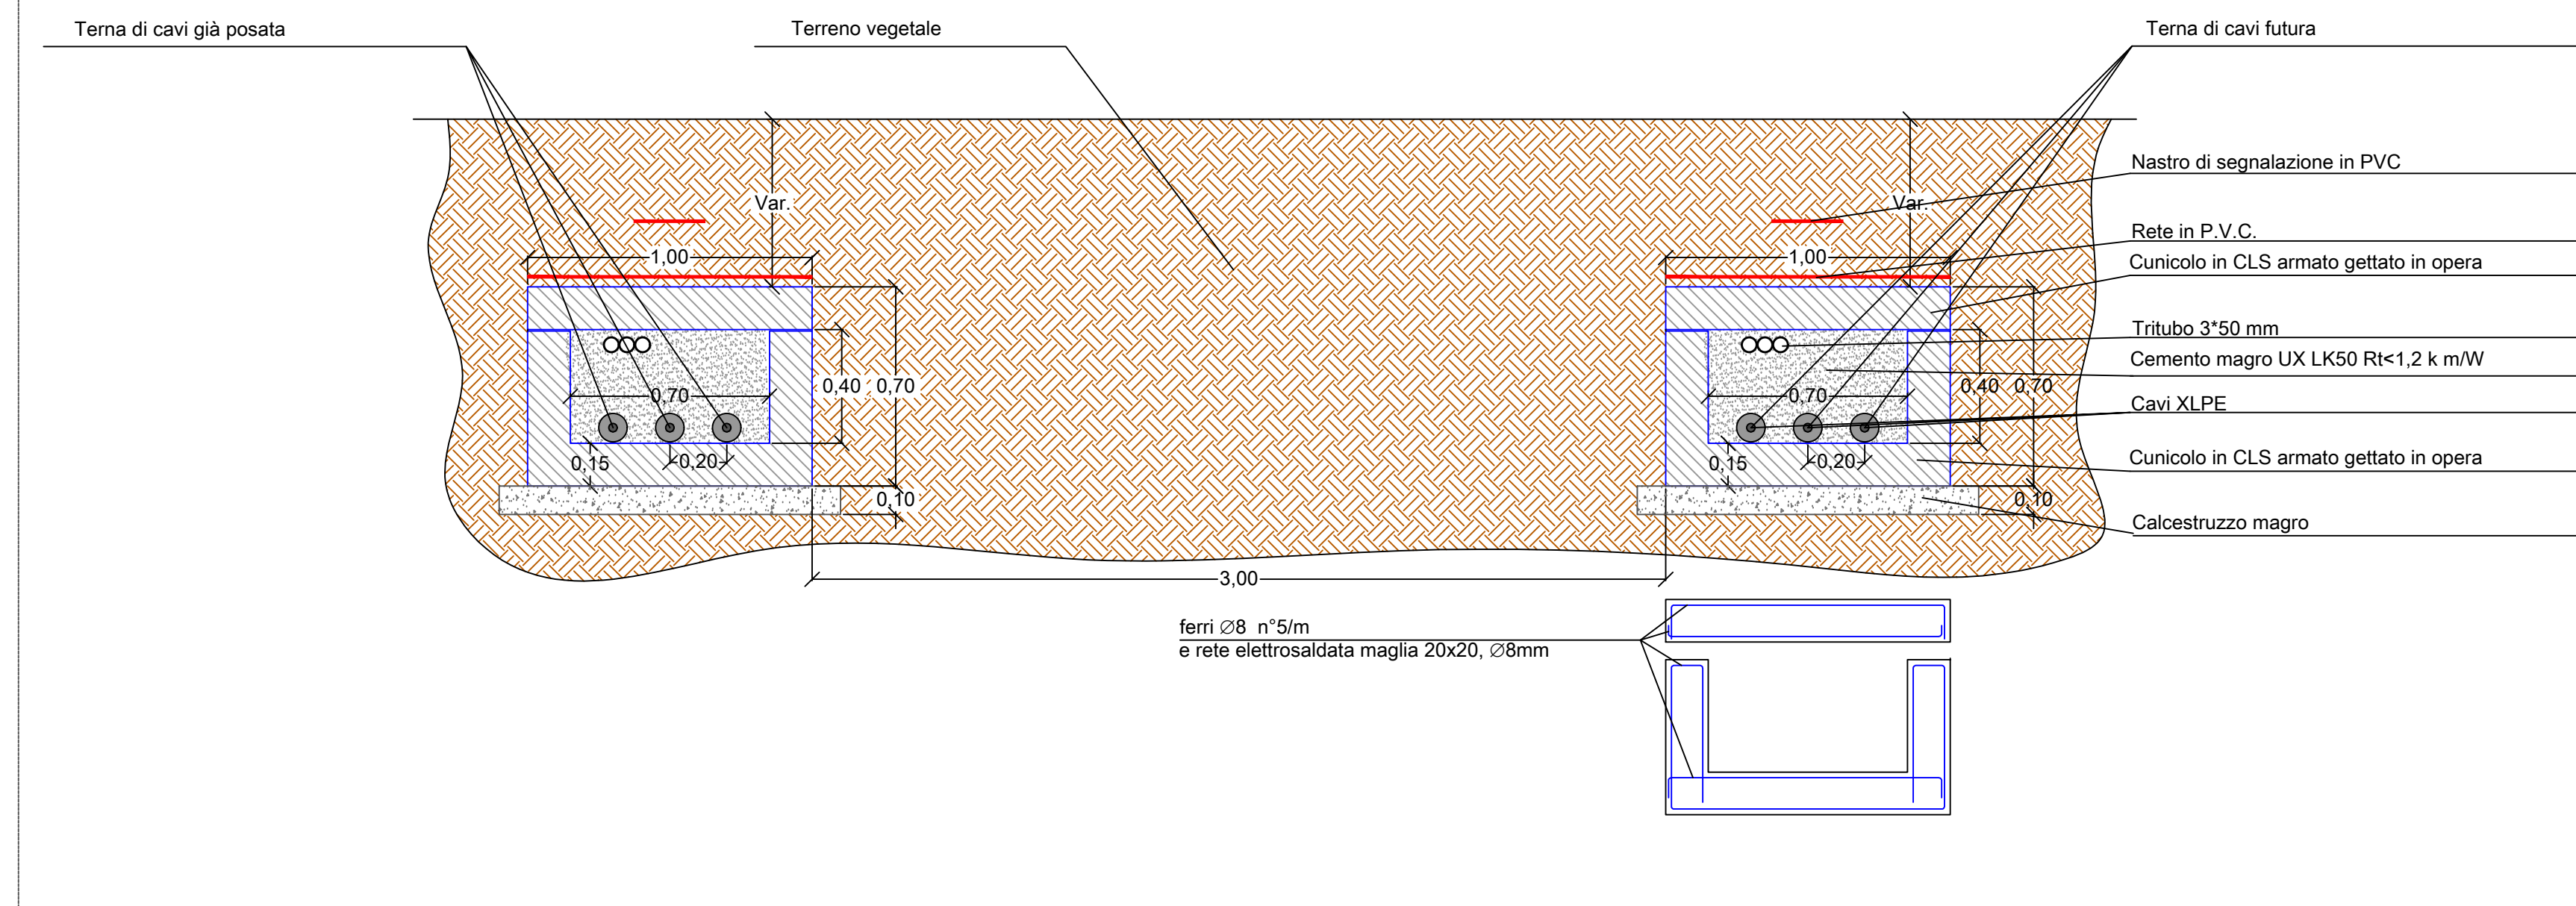 Terna di cavi già posata
Terreno vegetale
Terna di cavi futura
Nastro di segnalazione in PVC
Var.
Var.
Rete in P.V.C.
1,00
1,00
Cunicolo in CLS armato gettato in opera
Tritubo 3*50 mm
Cemento magro UX LK50 Rt<1,2 k m/W
0,40
0,70
0,40
0,70
0,70
0,70
Cavi XLPE
0,15
0,20
0,15
0,20
Cunicolo in CLS armato gettato in opera
0,10
0,10
Calcestruzzo magro
3,00
ferri ∅8 n°5/m
e rete elettrosaldata maglia 20x20, ∅8mm